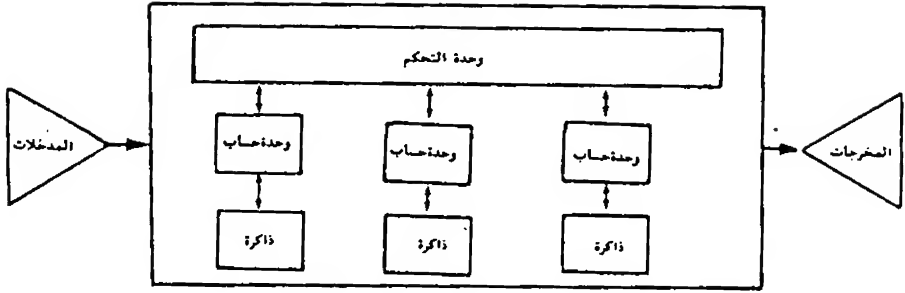 وحدة التحكم
المدخلات
وحدة حساب
وحدة حساب
وحدة حساب
المخرجات
ذاكرة
ذاكرة
ذاكرة